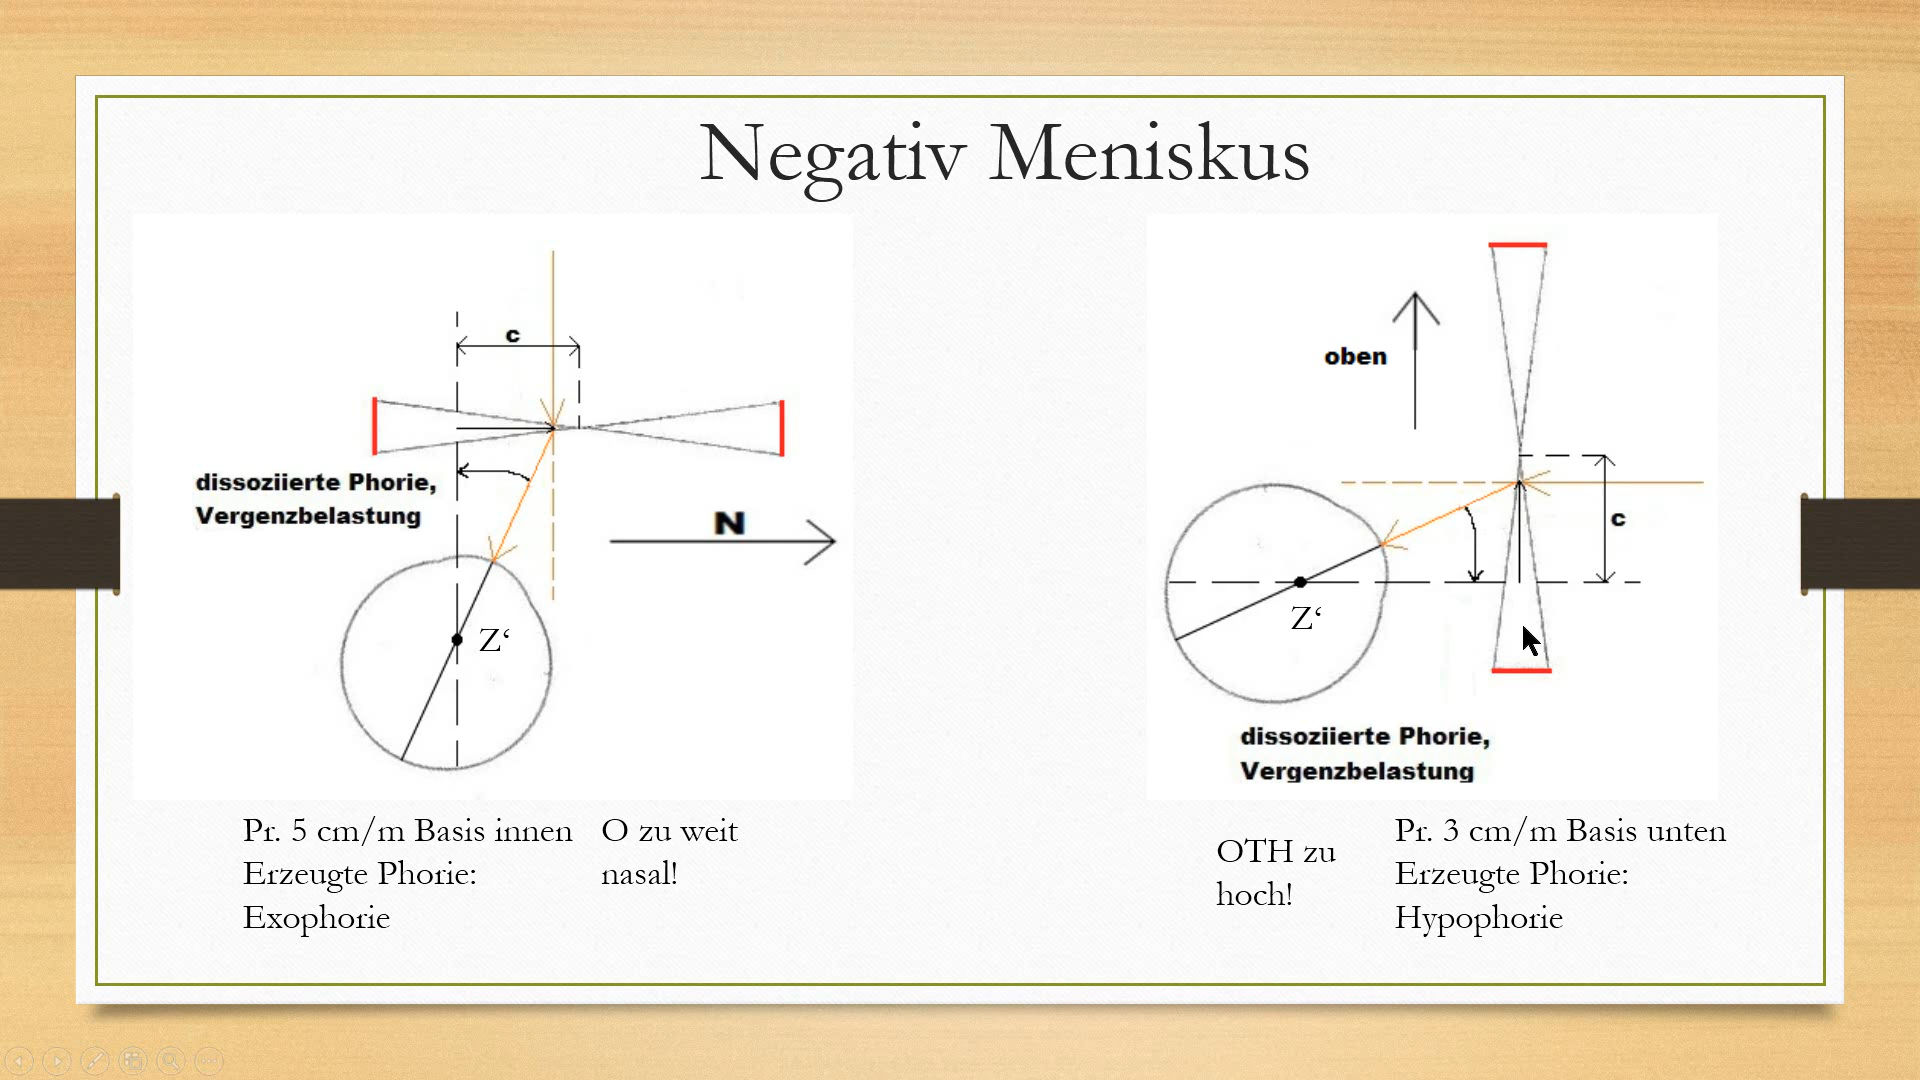 Negativ Meniskus
c
dissoziierte Phorie,
Vergenzbelastung
N
Z‘
Pr. 5 cm/m Basis innen
Erzeugte Phorie:
Exophorie
O zu weit
nasal!
oben
c
Z‘
dissoziierte Phorie,
Vergenzbelastung
OTH zu
hoch!
Pr. 3 cm/m Basis unten
Erzeugte Phorie:
Hypophorie